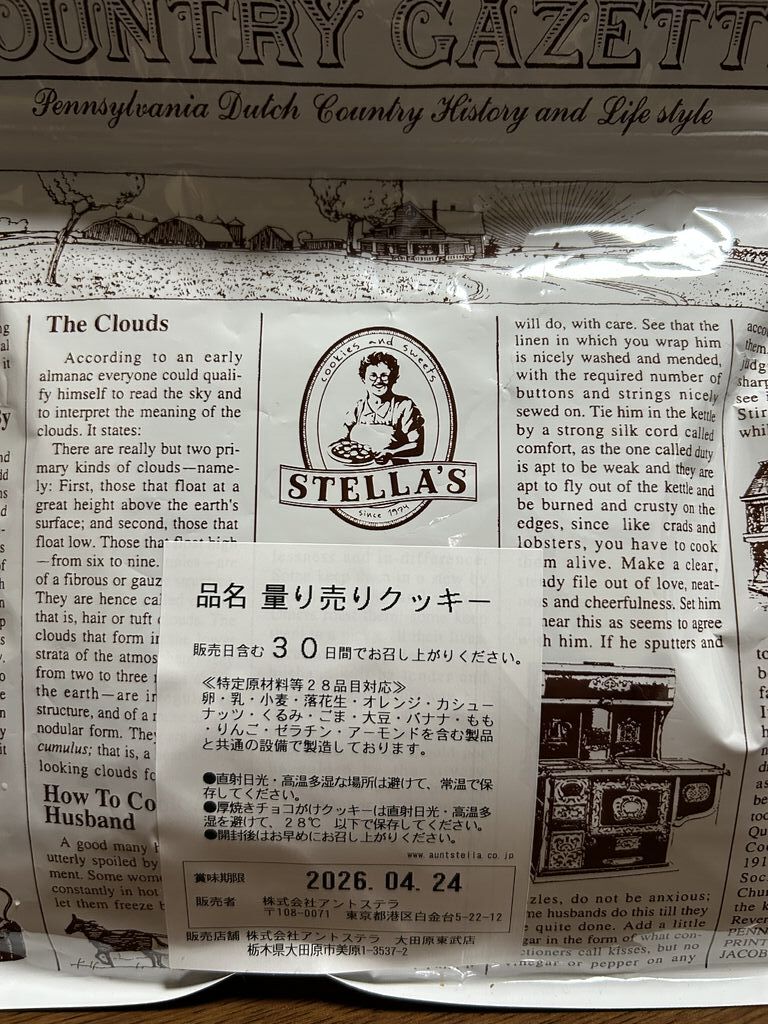 OUNTRY GAZETT
Pennsylvania Dutch Country History and Life style
The Clouds
According to an early
almanac everyone could quali-
fy himself to read the sky and
to interpret the meaning of the
clouds. It states:
There are really but two pri-
mary kinds of clouds—name-
ly: First, those that float at a
great height above the earth's
surface; and second, those that
float low. Those that
—from six to nine.
of a fibrous or gauz
They are hence ca
that is, hair or tuft
clouds that form in
strata of the atmos
from two to three
the earth—are in
structure, and of a
nodular form. They
cumulus; that is, a
looking clouds fo
How To Co
Husband
A good many
utterly spoiled by
ment. Some wom
constantly in hot
let them freeze b
cookies and sweets
STELLA'S
since 1974
will do, with care. See that the
linen in which you wrap him
is nicely washed and mended,
with the required number of
buttons and strings nicely
sewed on. Tie him in the kettle
by a strong silk cord called
comfort, as the one called duty
is apt to be weak and they are
apt to fly out of the kettle and
be burned and crusty on the
edges, since like crads and
lobsters, you have to cook
them alive. Make a clear,
steady file out of love, neat-
s and cheerfulness. Set him
near this as seems to agree
h him. If he sputters and
zles, do not be anxious;
me husbands do this till they
quite done. Add a little
gar in the form of what con-
ctioners call kisses, but no
vinegar or pepper on any
品名 量り売りクッキー
販売日含む30日間でお召し上がりください。
≪特定原材料等28品目対応≫
卵・乳・小麦・落花生・オレンジ・カシュー
ナッツ・くるみ・ごま・大豆・バナナ・もも
・りんご・ゼラチン・アーモンドを含む製品
と共通の設備で製造しております。
●直射日光・高温多湿な場所は避けて、常温で保
存してください。
●厚焼きチョコがけクッキーは直射日光・高温多
湿を避けて、28℃ 以下で保存してください。
●開封後はお早めにお召し上がりください。
www.auntstella.co.jp
賞味期限 2026.04.24
販売者 株式会社アントステラ
〒108-0071 東京都港区白金台5-22-12
販売店舗 株式会社アントステラ 大田原東武店
栃木県大田原市美原1-3537-2